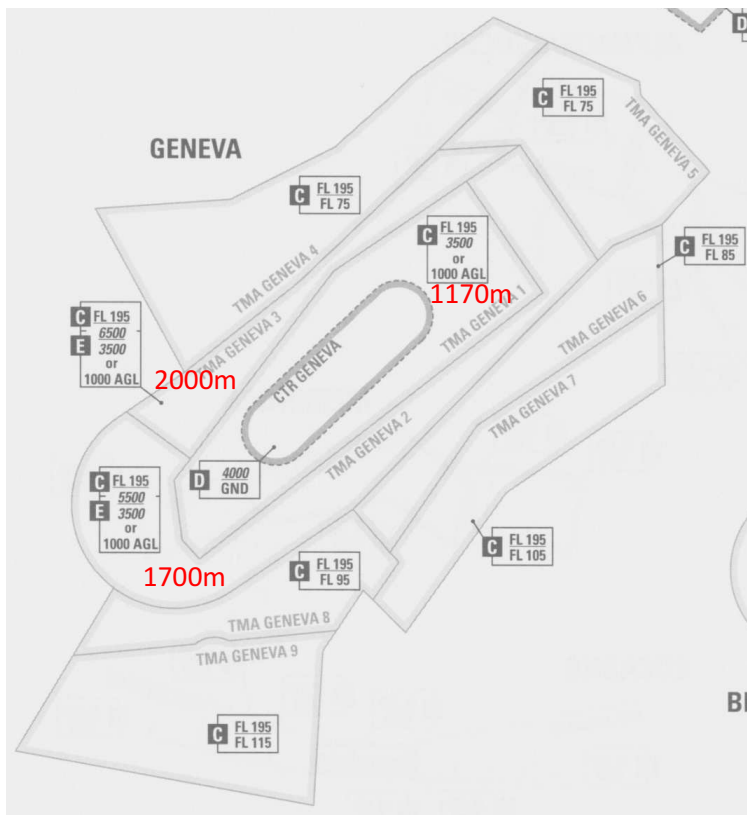 D
C FL 195
FL 75
TMA GENEVA 5
GENEVA
C FL 195
FL 75
C FL 195
3500
or
1000 AGL
C FL 195
FL 85
TMA GENEVA 4
1170m
TMA GENEVA 1
TMA GENEVA 6
C FL 195
6500
E 3500
or
1000 AGL
TMA GENEVA 3
CTR GENEVA
2000m
TMA GENEVA 7
TMA GENEVA 2
D 4000
GND
C FL 195
5500
E 3500
or
1000 AGL
C FL 195
FL 105
1700m
C FL 195
FL 95
TMA GENEVA 8
TMA GENEVA 9
C FL 195
FL 115